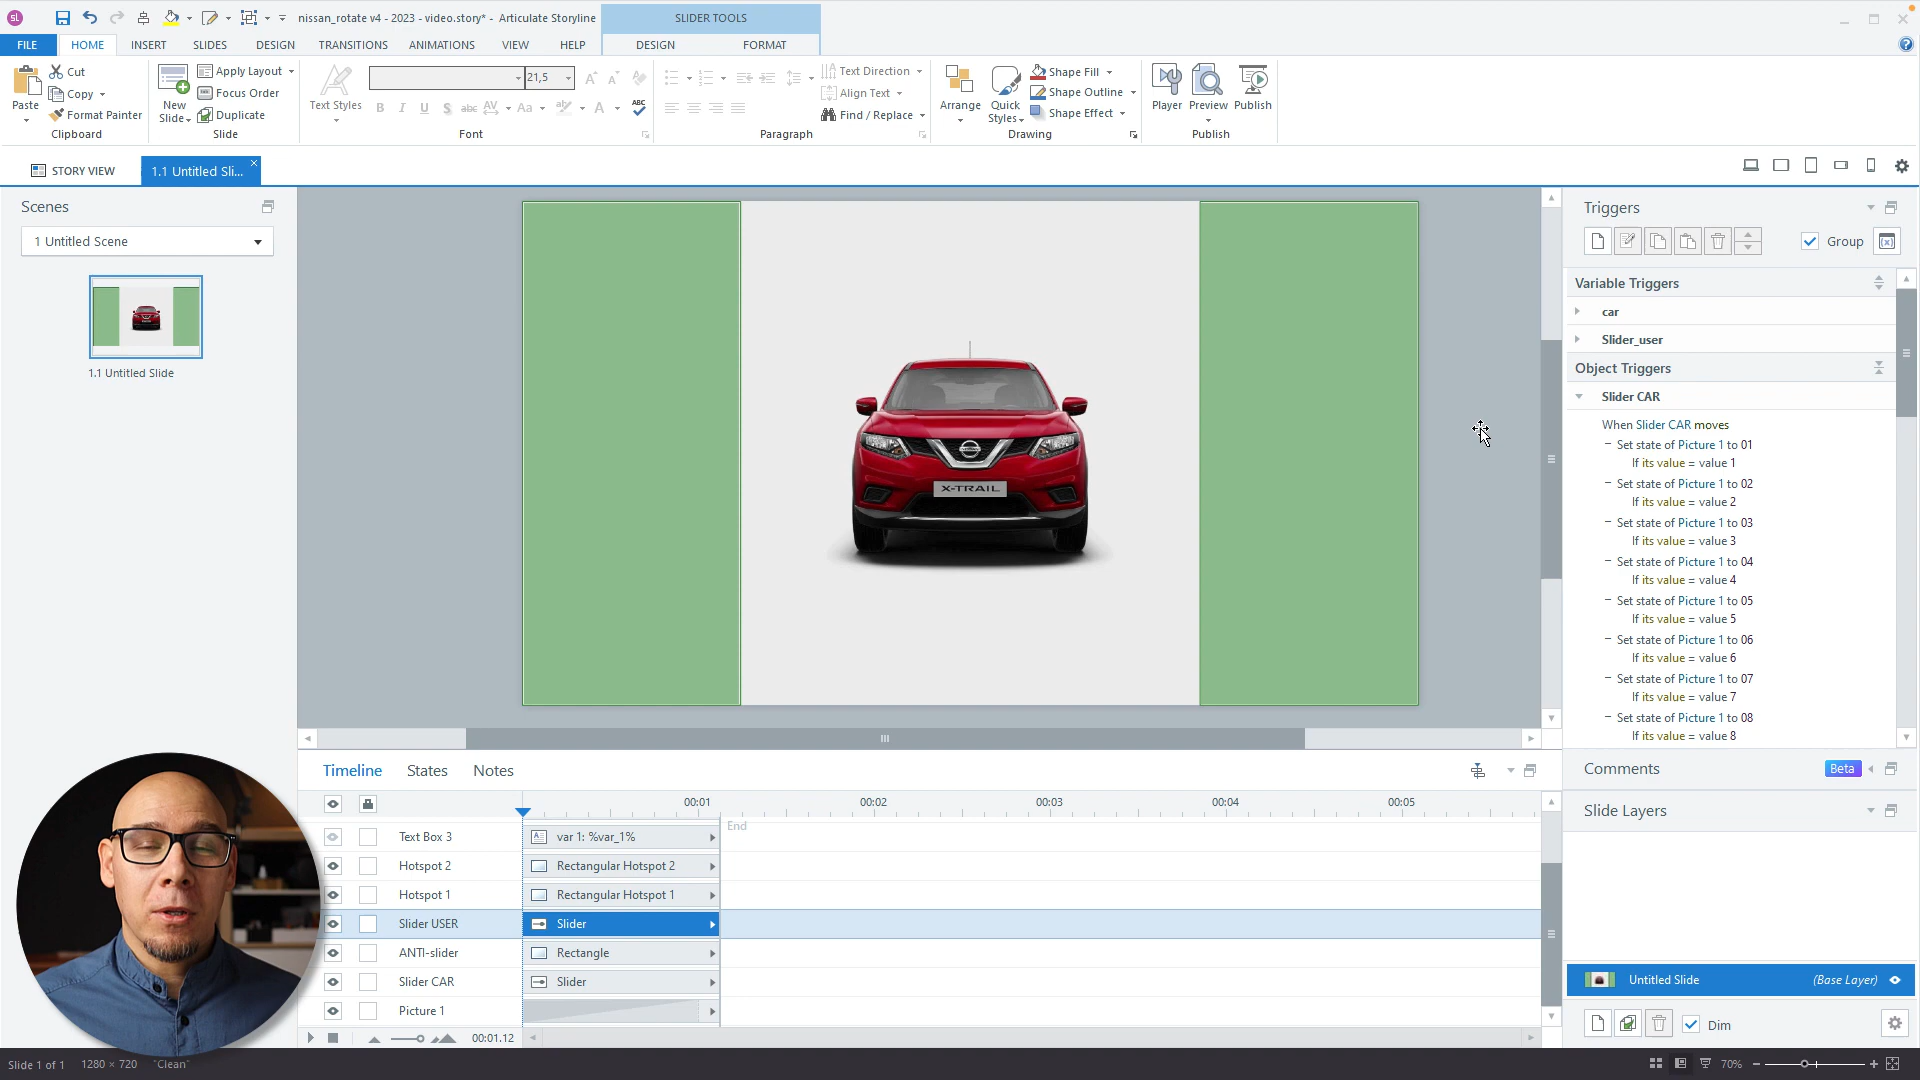 sl
nissan_rotate v4 - 2023 - video.story* - Articulate Storyline
SLIDER TOOLS
FILE HOME INSERT SLIDES DESIGN TRANSITIONS ANIMATIONS VIEW HELP DESIGN FORMAT
Paste
Cut
Copy
Format Painter
Clipboard
New
Slide
Apply Layout
Focus Order
Duplicate
Slide
Text Styles
21,5
B I U S abc AV Aa A ABC
Font
Text Direction
Align Text
Find / Replace
Paragraph
Arrange
Quick
Styles
Shape Fill
Shape Outline
Shape Effect
Drawing
Player Preview Publish
Publish
STORY VIEW
1.1 Untitled Sli...
Scenes
1 Untitled Scene
1.1 Untitled Slide
X-TRAIL
Triggers
Group
Variable Triggers
car
Slider_user
Object Triggers
Slider CAR
When Slider CAR moves
- Set state of Picture 1 to 01
If its value = value 1
- Set state of Picture 1 to 02
If its value = value 2
- Set state of Picture 1 to 03
If its value = value 3
- Set state of Picture 1 to 04
If its value = value 4
- Set state of Picture 1 to 05
If its value = value 5
- Set state of Picture 1 to 06
If its value = value 6
- Set state of Picture 1 to 07
If its value = value 7
- Set state of Picture 1 to 08
If its value = value 8
Comments Beta
Slide Layers
Untitled Slide (Base Layer)
Dim
Timeline States Notes
00:01 00:02 00:03 00:04 00:05
End
Text Box 3 var 1: %var_1%
Hotspot 2 Rectangular Hotspot 2
Hotspot 1 Rectangular Hotspot 1
Slider USER Slider
ANTI-slider Rectangle
Slider CAR Slider
Picture 1
00:01.12
Slide 1 of 1 1280 × 720 "Clean"
70%